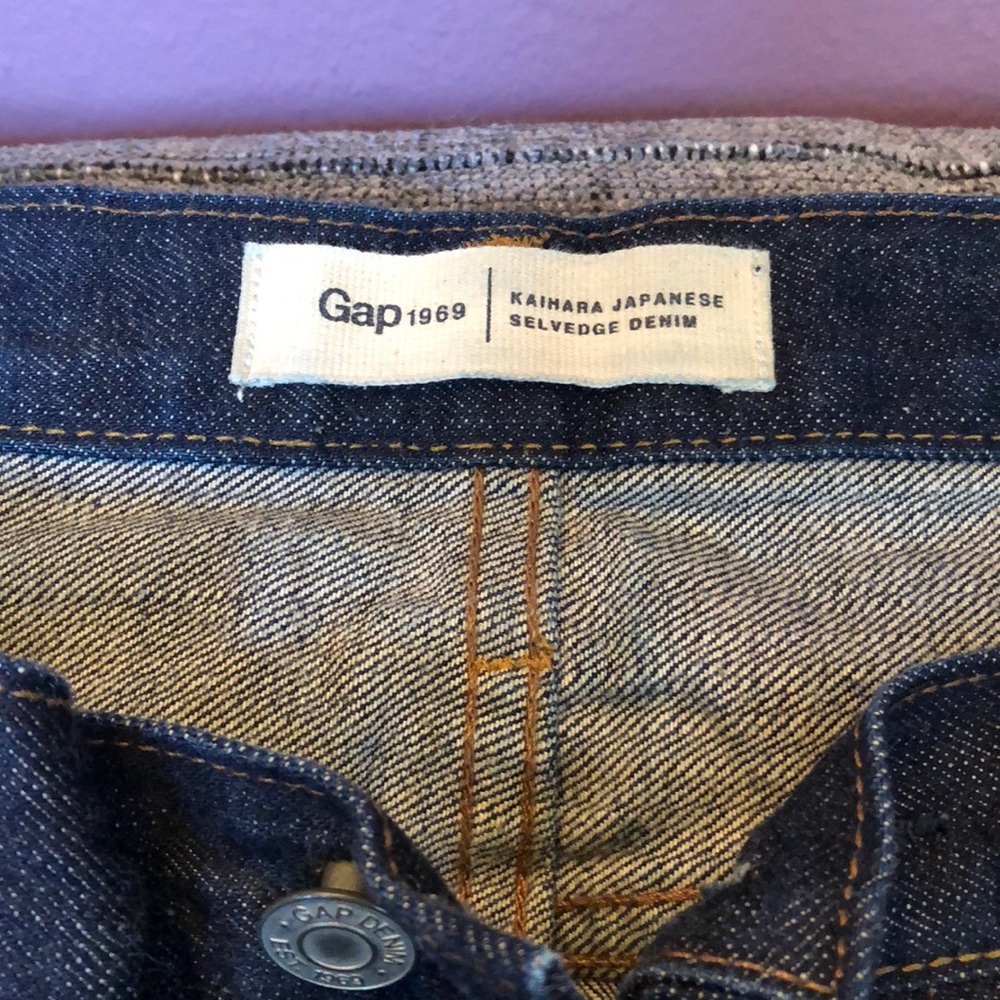 Gap 1969
KAIHARA JAPANESE
SELVEDGE DENIM
GAP DENIM
EST. 1969